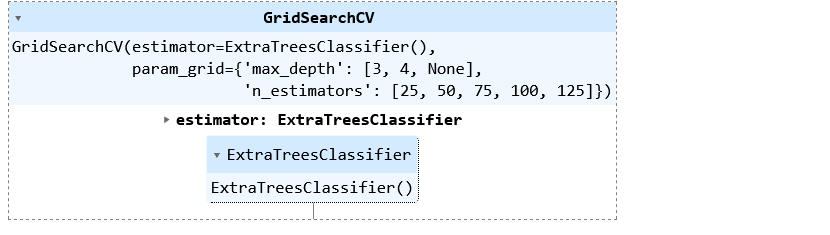 GridSearchCV
GridSearchCV(estimator=ExtraTreesClassifier(),
param_grid={'max_depth': [3, 4, None],
'n_estimators': [25, 50, 75, 100, 125]})
estimator: ExtraTreesClassifier
ExtraTreesClassifier
ExtraTreesClassifier()